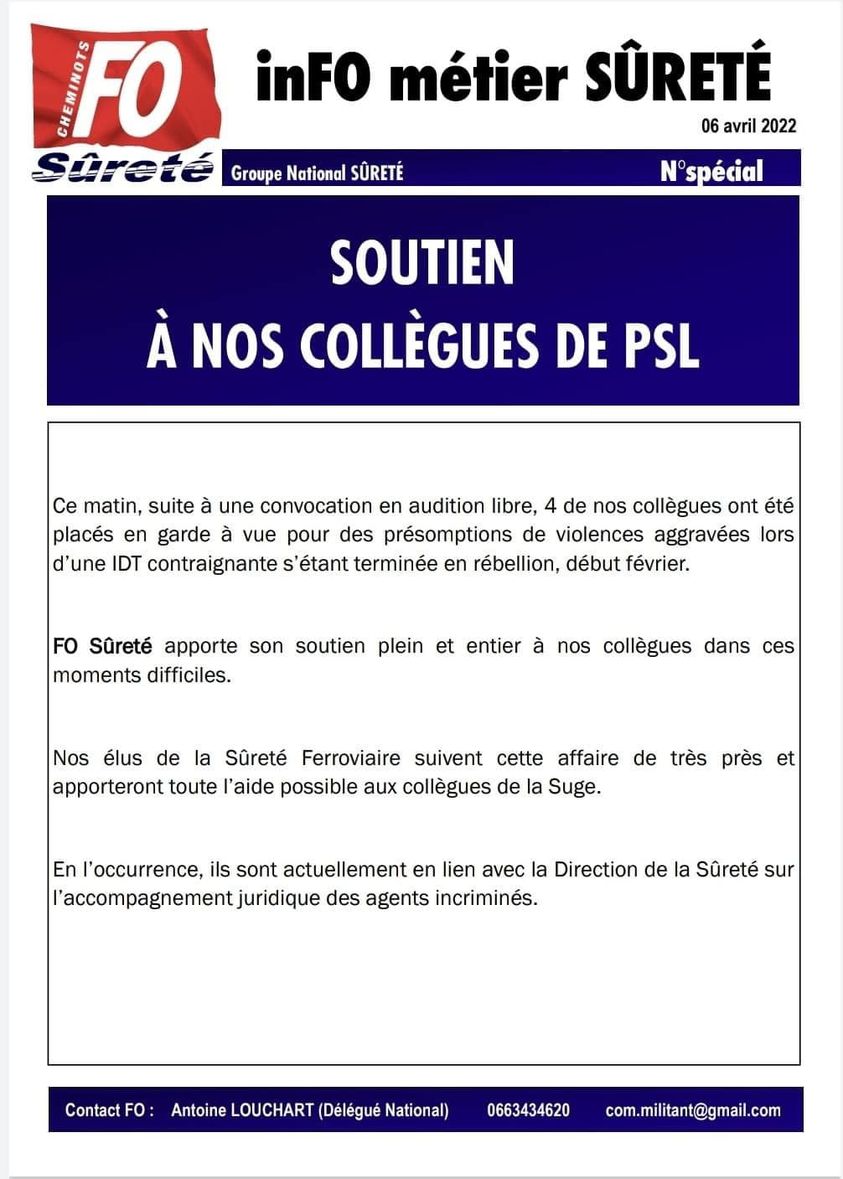 CHEMINOTS
FO
Sûreté
inFO métier SÛRETÉ
06 avril 2022
Groupe National SÛRETÉ
N°spécial
SOUTIEN
À NOS COLLÈGUES DE PSL
Ce matin, suite à une convocation en audition libre, 4 de nos collègues ont été
placés en garde à vue pour des présomptions de violences aggravées lors
d’une IDT contraignante s’étant terminée en rébellion, début février.
FO Sûreté apporte son soutien plein et entier à nos collègues dans ces
moments difficiles.
Nos élus de la Sûreté Ferroviaire suivent cette affaire de très près et
apporteront toute l’aide possible aux collègues de la Suge.
En l’occurrence, ils sont actuellement en lien avec la Direction de la Sûreté sur
l’accompagnement juridique des agents incriminés.
Contact FO : Antoine LOUCHART (Délégué National) 0663434620 com.militant@gmail.com